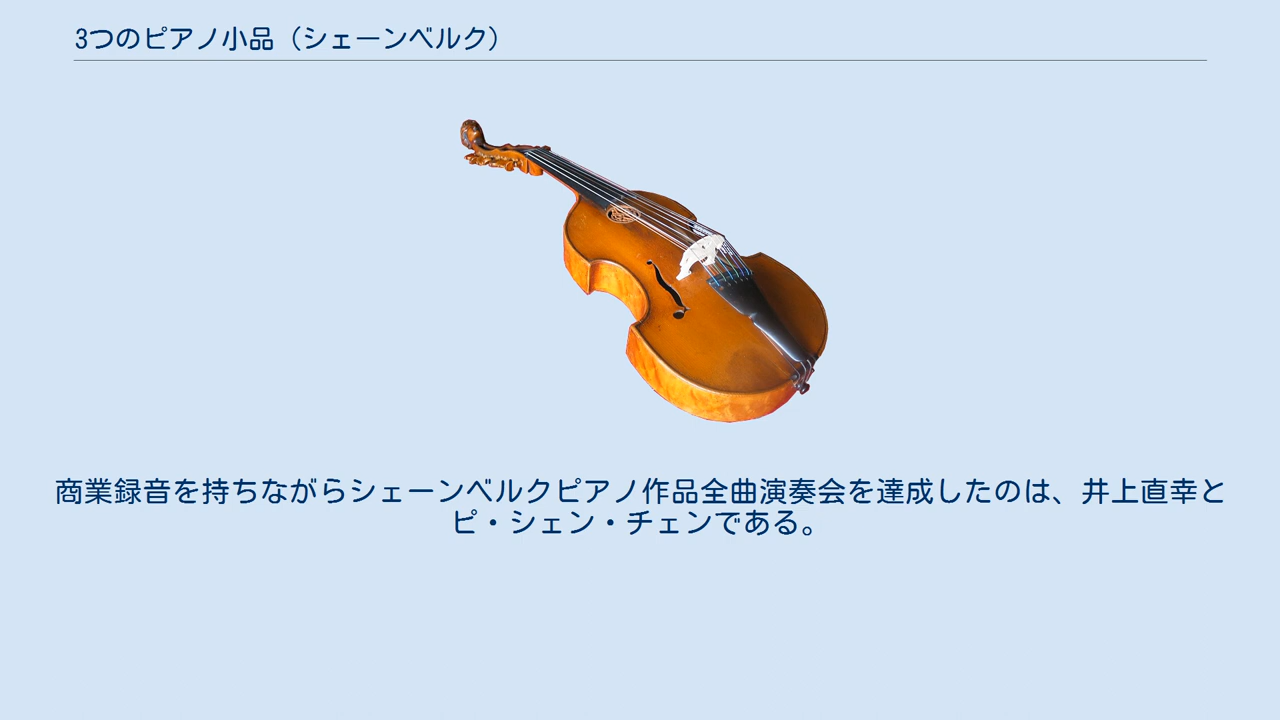 3つのピアノ小品（シェーンベルク）
商業録音を持ちながらシェーンベルクピアノ作品全曲演奏会を達成したのは、井上直幸と
ピ・シェン・チェンである。